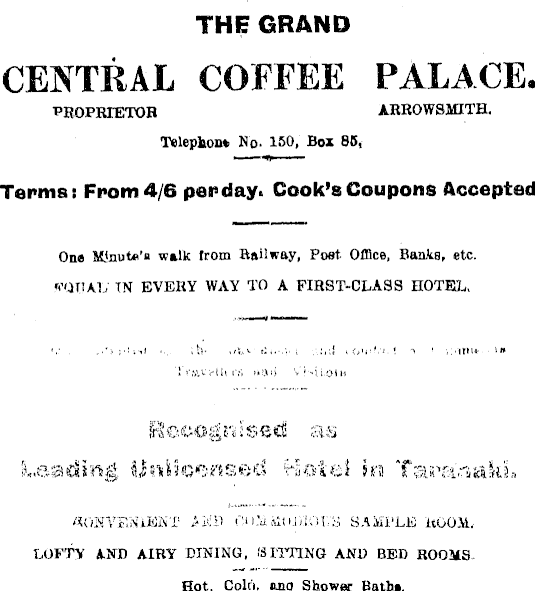 THE GRAND
CENTRAL COFFEE PALACE.
PROPRIETOR ARROWSMITH.
Telephone No. 150, Box 85,
Terms: From 4/6 per day. Cook's Coupons Accepted
One Minute's walk from Railway, Post Office, Banks, etc.
EQUAL IN EVERY WAY TO A FIRST-CLASS HOTEL.
the and
Travellers and Visitors
Recognised as
Leading Unlicensed Hotel in Taranaki.
CONVENIENT AND COMMODIOUS SAMPLE ROOM.
LOFTY AND AIRY DINING, SITTING AND BED ROOMS.
Hot, Cold, and Shower Baths.